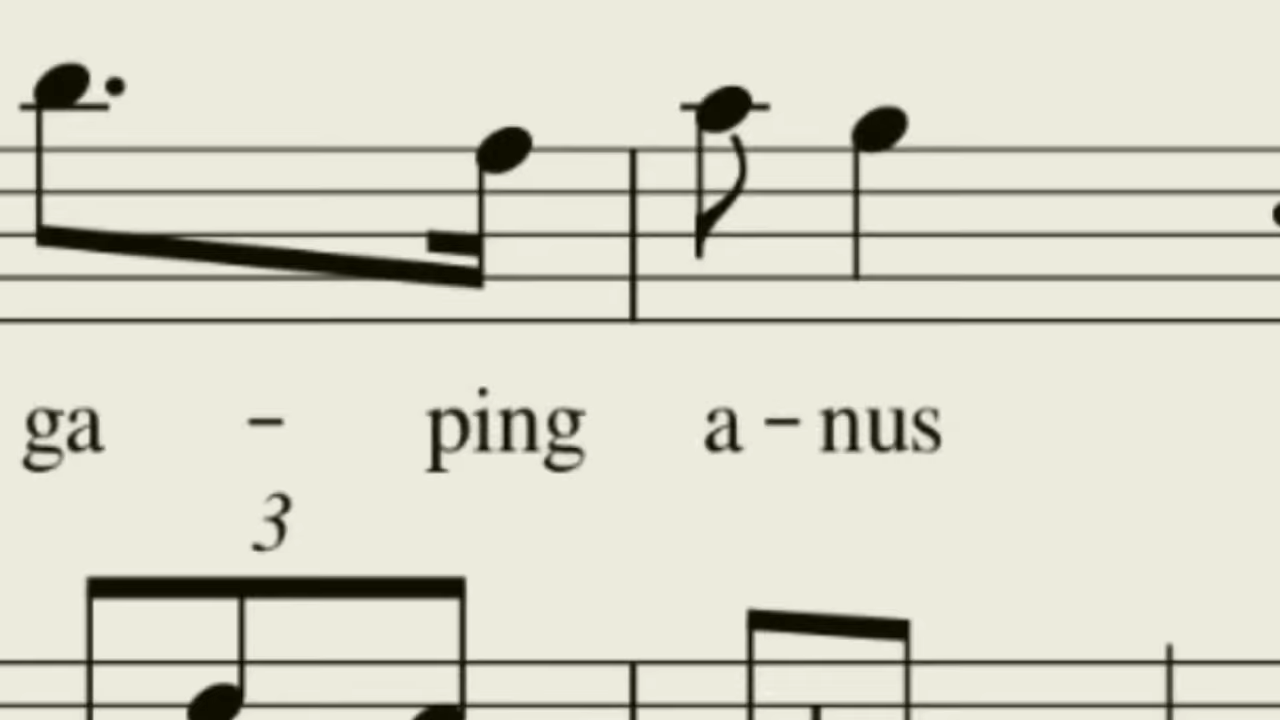 ga – ping a – nus
3